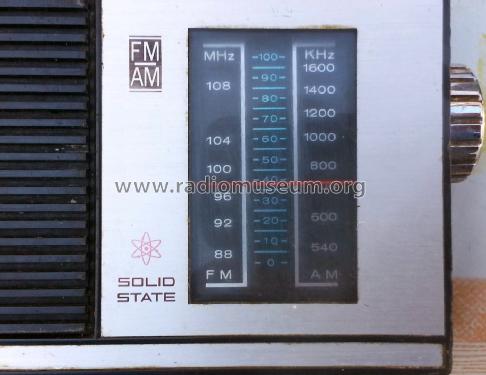 FM
AM
MHz
108
104
100
96
92
88
FM
-100-
-90-
-80-
-70-
-60-
-50-
-40-
-30-
-20-
-10-
-0-
KHz
1600
1400
1200
1000
800
600
540
AM
www.radiomuseum.org
SOLID
STATE